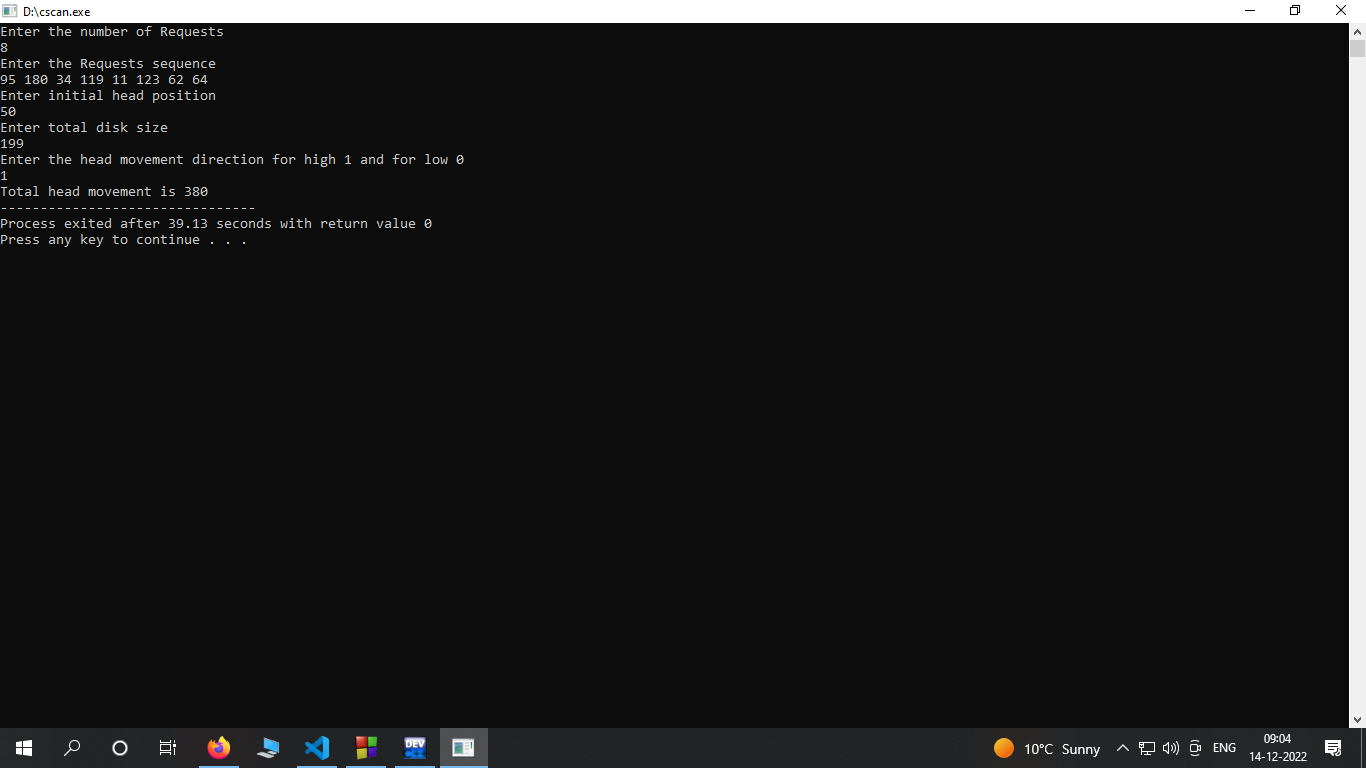 D:\cscan.exe
Enter the number of Requests
8
Enter the Requests sequence
95 180 34 119 11 123 62 64
Enter initial head position
50
Enter total disk size
199
Enter the head movement direction for high 1 and for low 0
1
Total head movement is 380
--------------------------------
Process exited after 39.13 seconds with return value 0
Press any key to continue . . .
DEV
10°C Sunny
ENG
09:04
14-12-2022